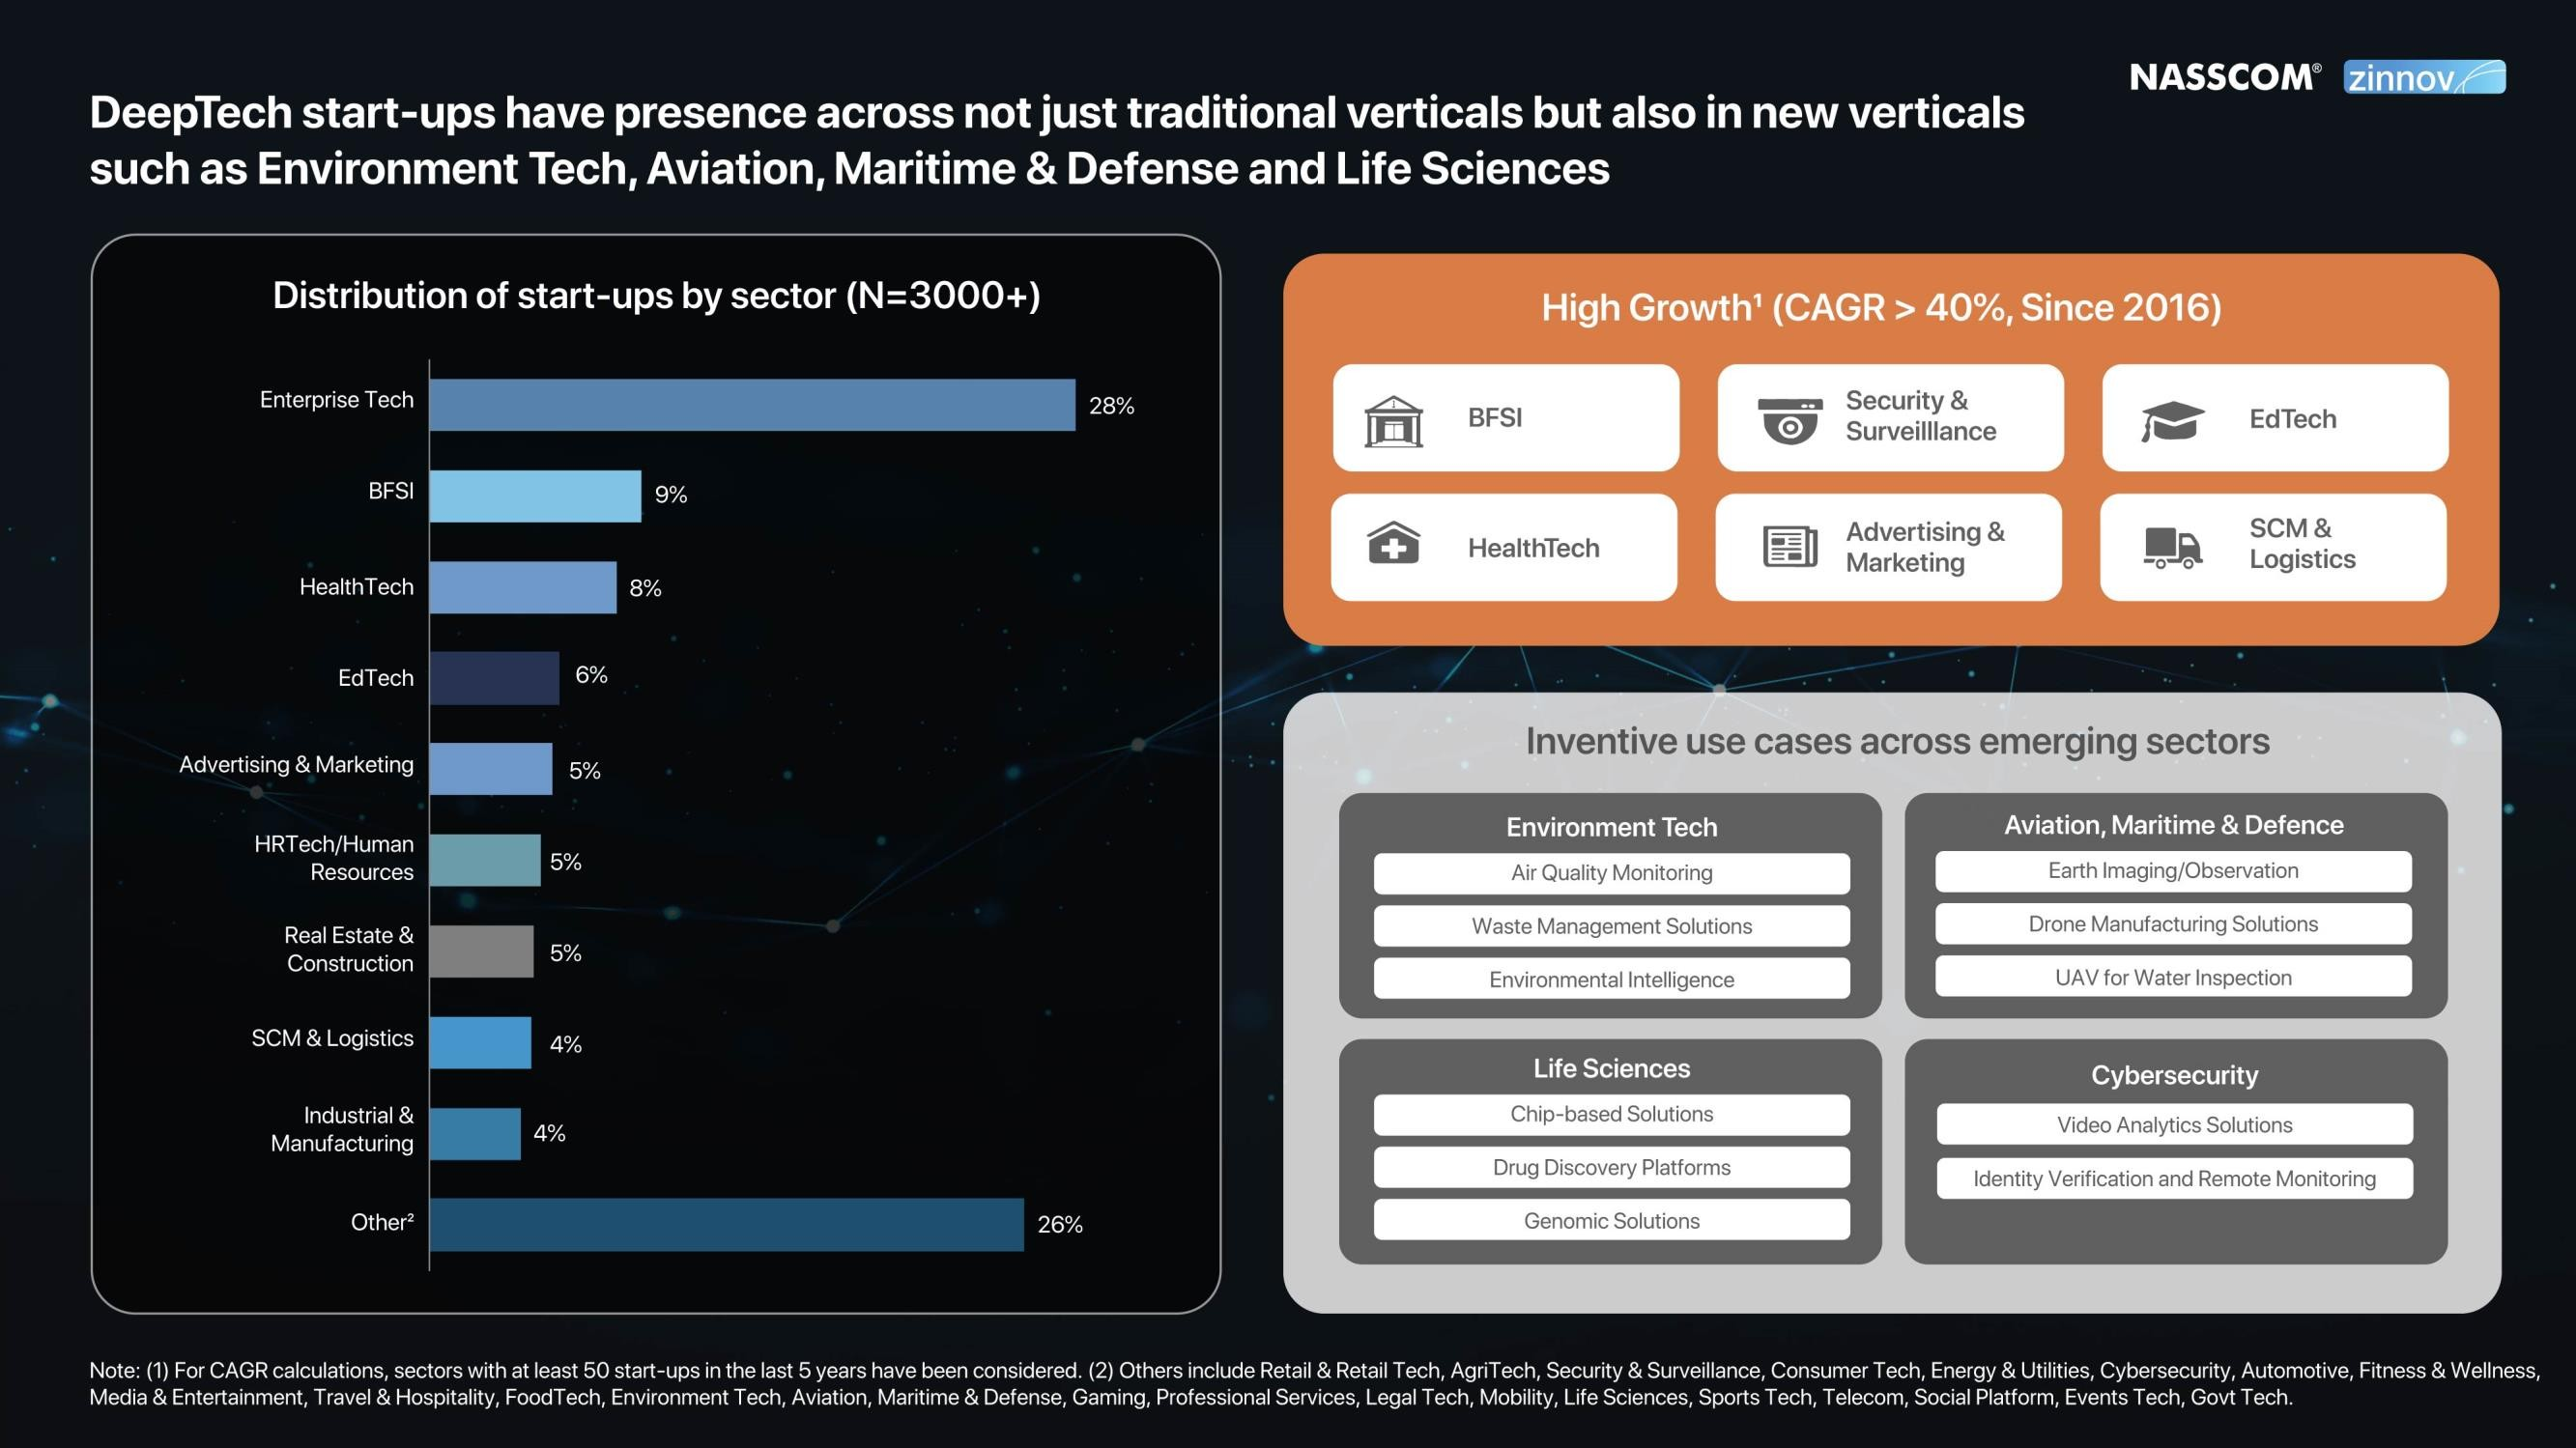 NASSCOM® zinnov
DeepTech start-ups have presence across not just traditional verticals but also in new verticals
such as Environment Tech, Aviation, Maritime & Defense and Life Sciences
Distribution of start-ups by sector (N=3000+)
Enterprise Tech 28%
BFSI 9%
HealthTech 8%
EdTech 6%
Advertising & Marketing 5%
HRTech/Human
Resources 5%
Real Estate &
Construction 5%
SCM & Logistics 4%
Industrial &
Manufacturing 4%
Other² 26%
High Growth¹ (CAGR > 40%, Since 2016)
BFSI
Security &
Surveilllance
EdTech
HealthTech
Advertising &
Marketing
SCM &
Logistics
Inventive use cases across emerging sectors
Environment Tech
Air Quality Monitoring
Waste Management Solutions
Environmental Intelligence
Aviation, Maritime & Defence
Earth Imaging/Observation
Drone Manufacturing Solutions
UAV for Water Inspection
Life Sciences
Chip-based Solutions
Drug Discovery Platforms
Genomic Solutions
Cybersecurity
Video Analytics Solutions
Identity Verification and Remote Monitoring
Note: (1) For CAGR calculations, sectors with at least 50 start-ups in the last 5 years have been considered. (2) Others include Retail & Retail Tech, AgriTech, Security & Surveillance, Consumer Tech, Energy & Utilities, Cybersecurity, Automotive, Fitness & Wellness,
Media & Entertainment, Travel & Hospitality, FoodTech, Environment Tech, Aviation, Maritime & Defense, Gaming, Professional Services, Legal Tech, Mobility, Life Sciences, Sports Tech, Telecom, Social Platform, Events Tech, Govt Tech.